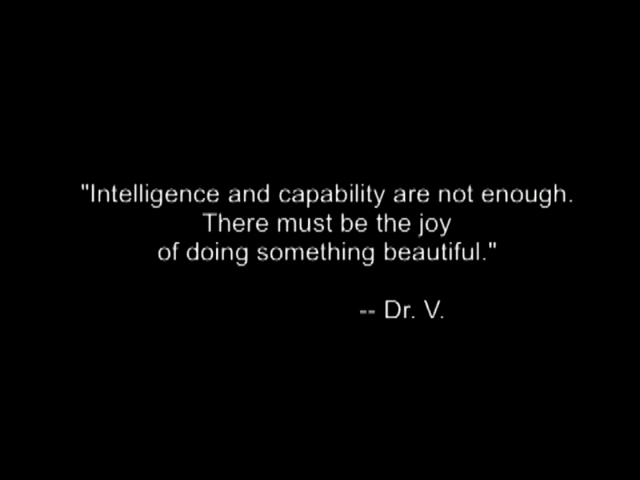 "Intelligence and capability are not enough.
There must be the joy
of doing something beautiful."
-- Dr. V.